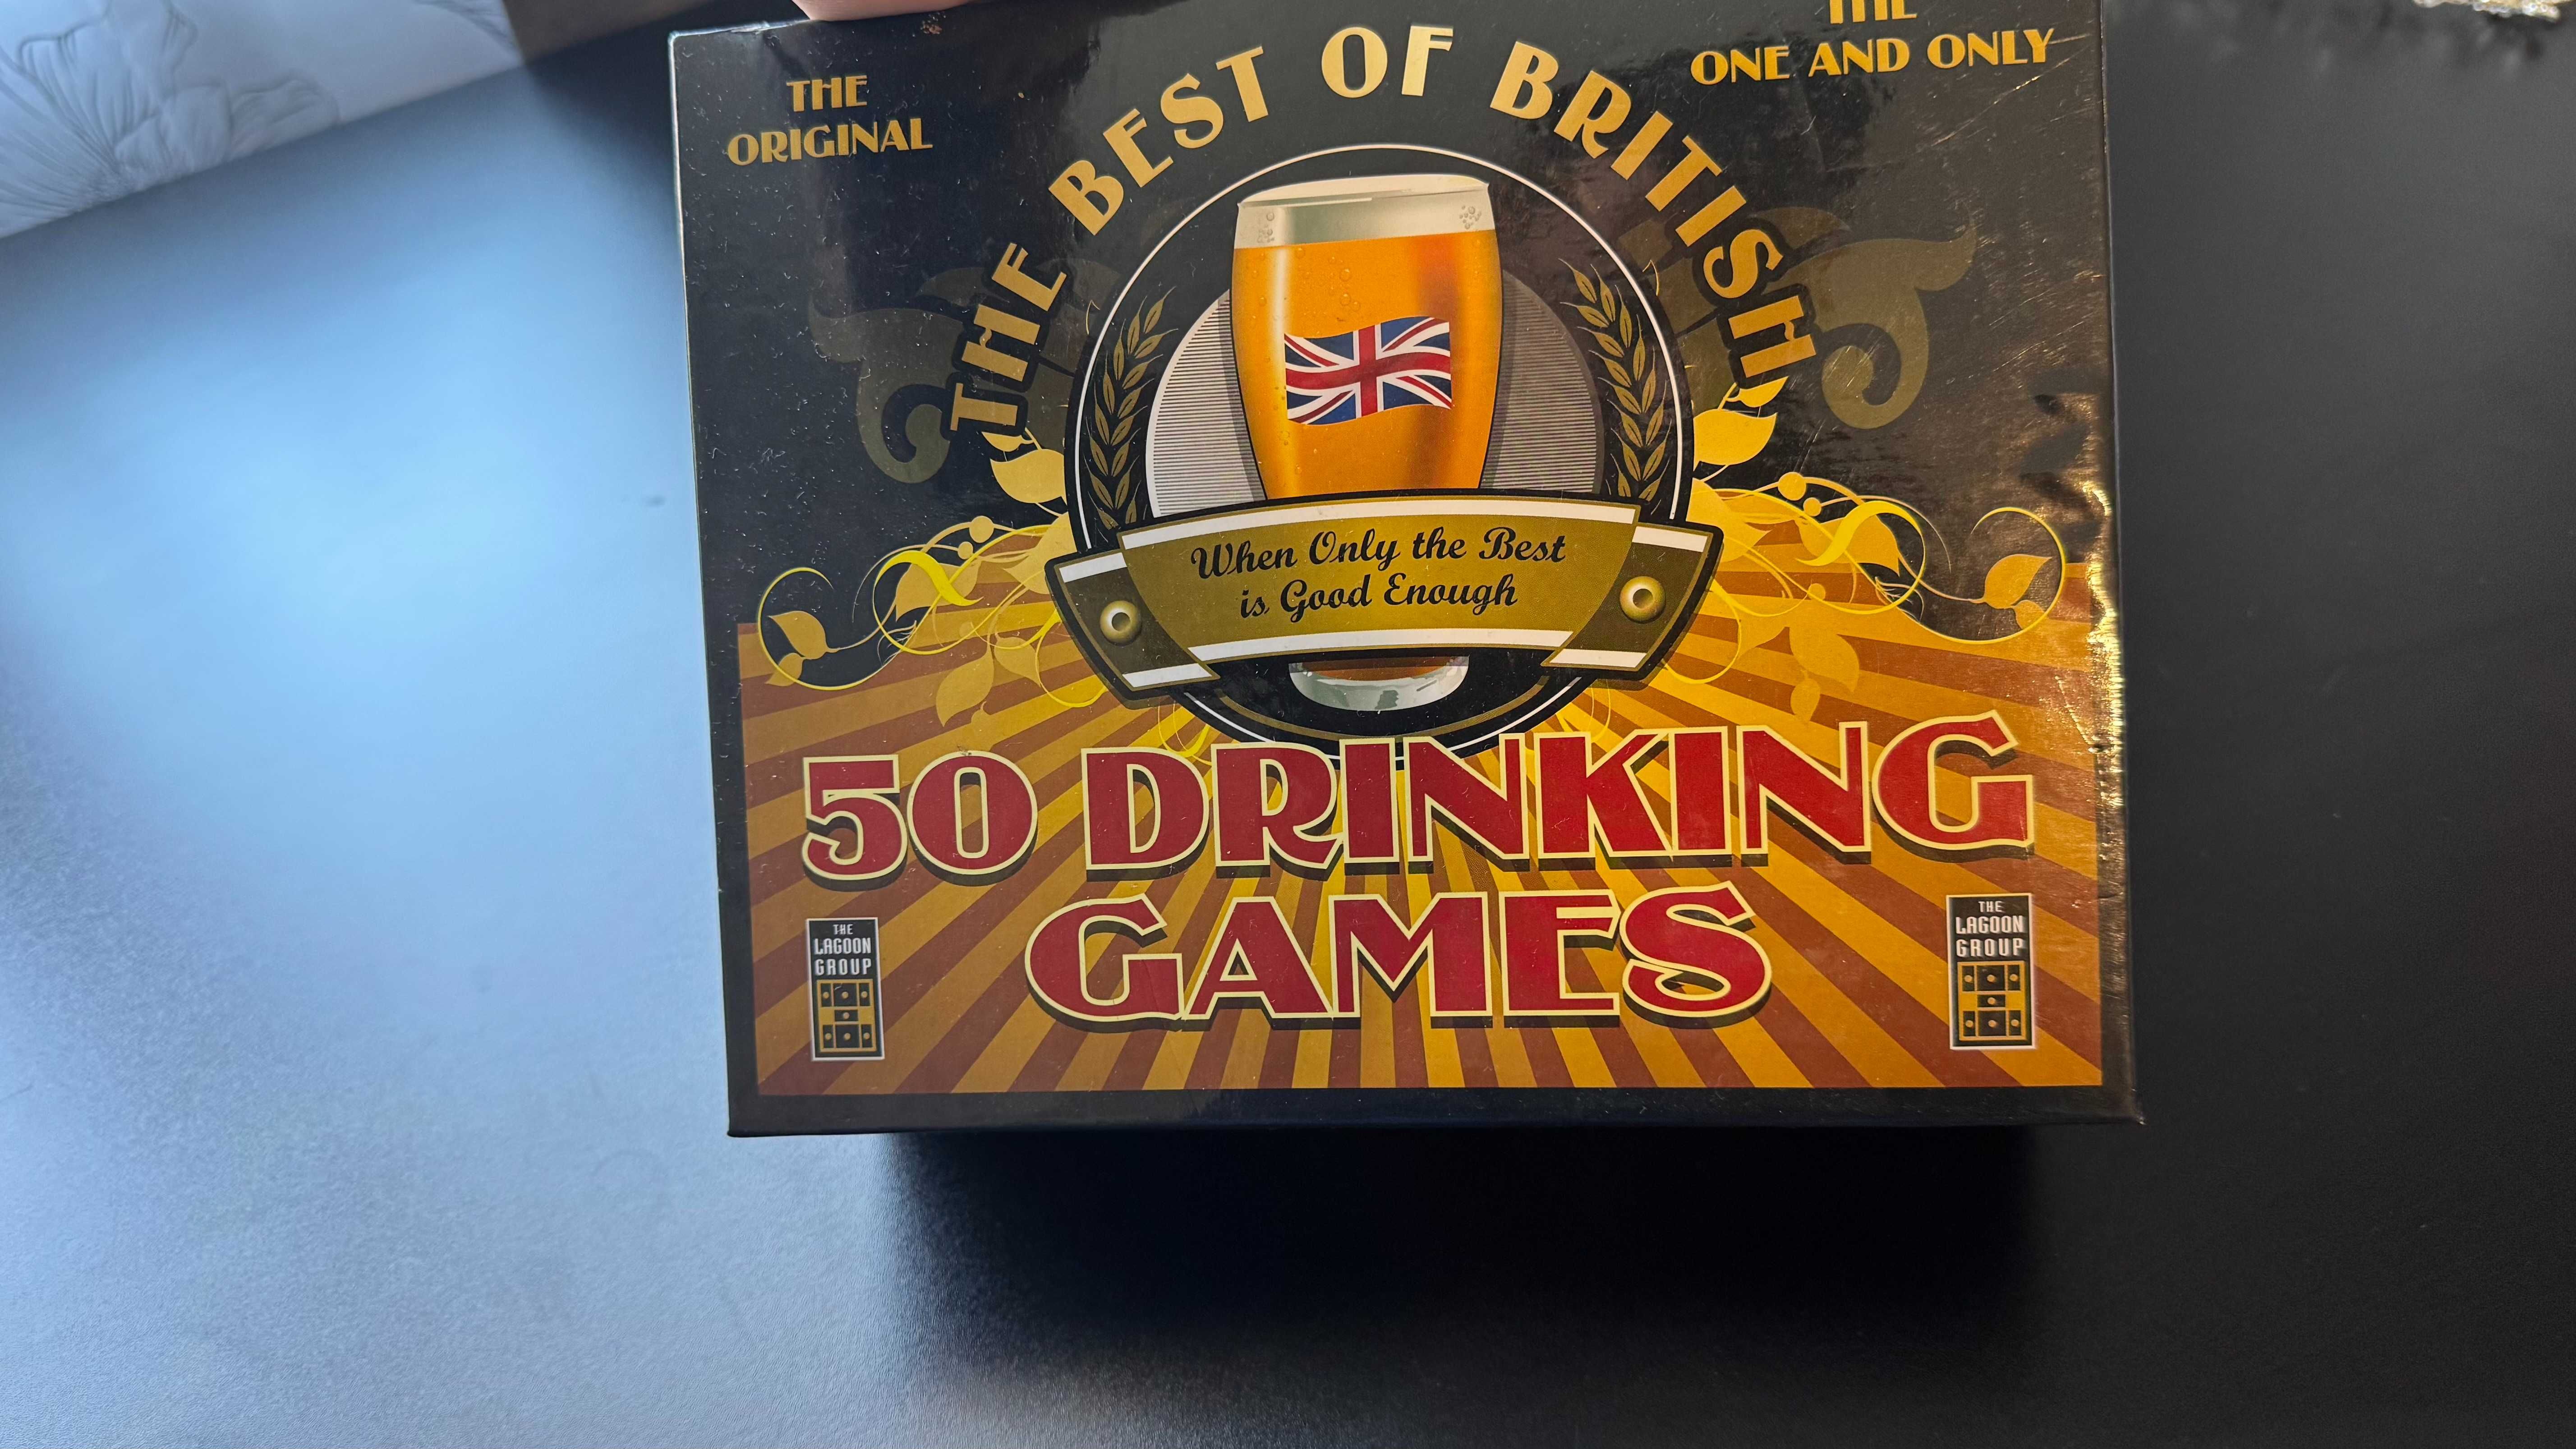 THE
ORIGINAL
THE
ONE AND ONLY
THE BEST OF BRITISH
When Only the Best
is Good Enough
50 DRINKING
GAMES
THE
LAGOON
GROUP
THE
LAGOON
GROUP